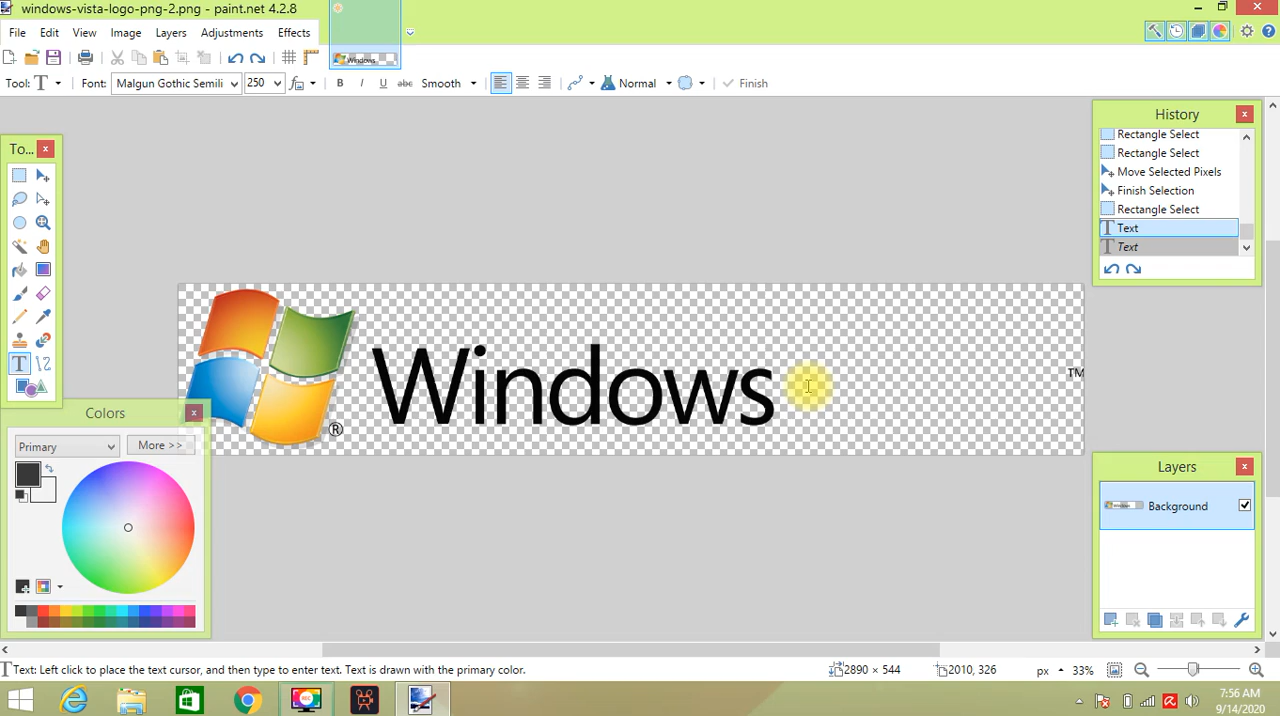 windows-vista-logo-png-2.png - paint.net 4.2.8
File Edit View Image Layers Adjustments Effects
Windows
Tool: T Font: Malgun Gothic Semili 250 B I U abc Smooth Normal Finish
To...
History
Rectangle Select
Rectangle Select
Move Selected Pixels
Finish Selection
Rectangle Select
Text
Text
Windows ™
®
Colors
Primary
More >>
Layers
Background
Text: Left click to place the text cursor, and then type to enter text. Text is drawn with the primary color.
2890 × 544
2010, 326
px
33%
7:56 AM
9/14/2020